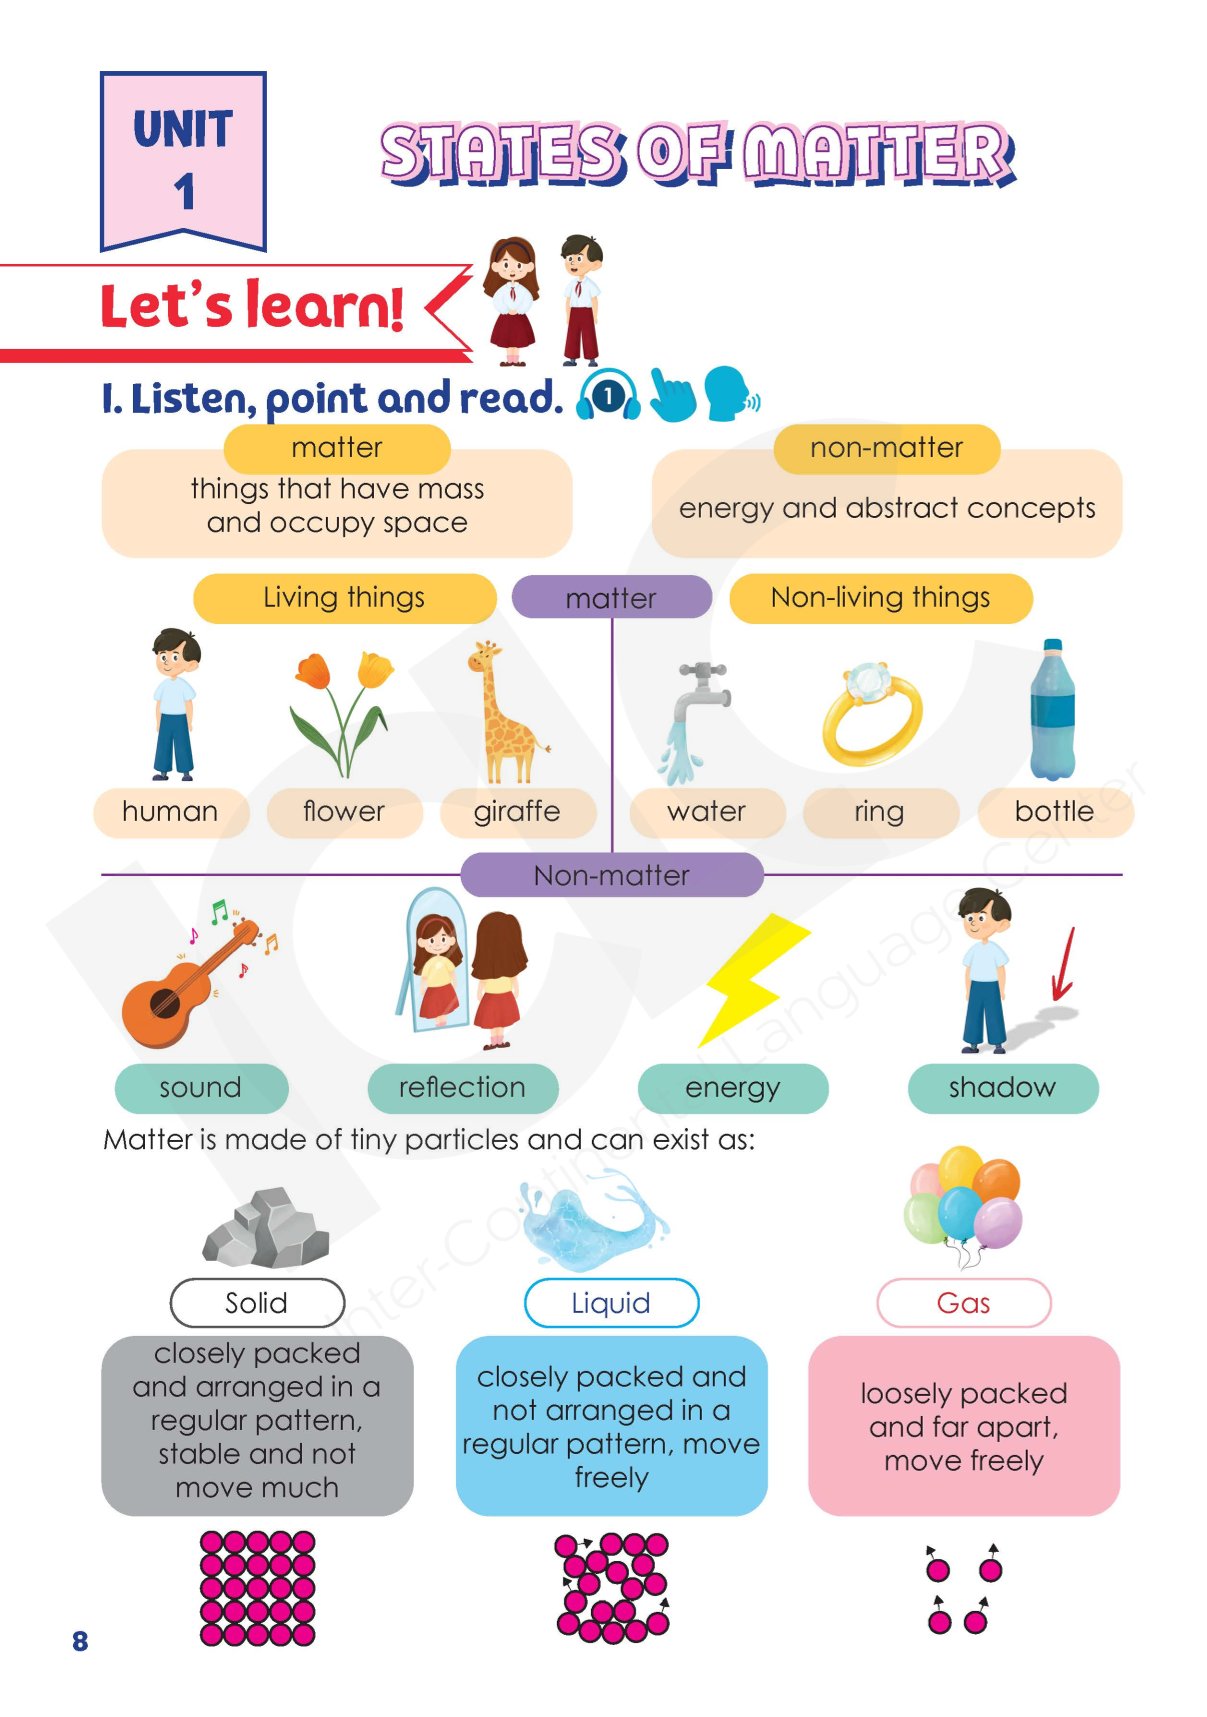 UNIT
1
STATES OF MATTER
Let's learn!
I. Listen, point and read.
1
matter
things that have mass
and occupy space
non-matter
energy and abstract concepts
Living things
matter
Non-living things
human
flower
giraffe
water
ring
bottle
Non-matter
sound
reflection
energy
shadow
Matter is made of tiny particles and can exist as:
Solid
closely packed
and arranged in a
regular pattern,
stable and not
move much
Liquid
closely packed and
not arranged in a
regular pattern, move
freely
Gas
loosely packed
and far apart,
move freely
8
Inter-Continental Language Center